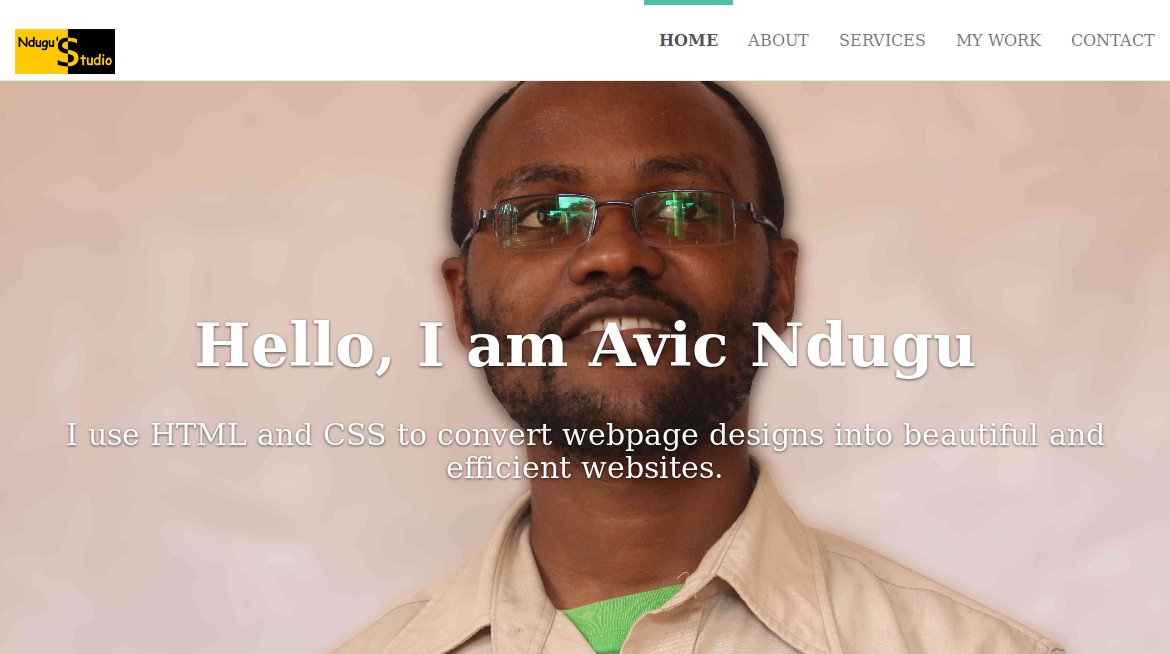 Ndugu's Studio
HOME ABOUT SERVICES MY WORK CONTACT
Hello, I am Avic Ndugu
I use HTML and CSS to convert webpage designs into beautiful and
efficient websites.